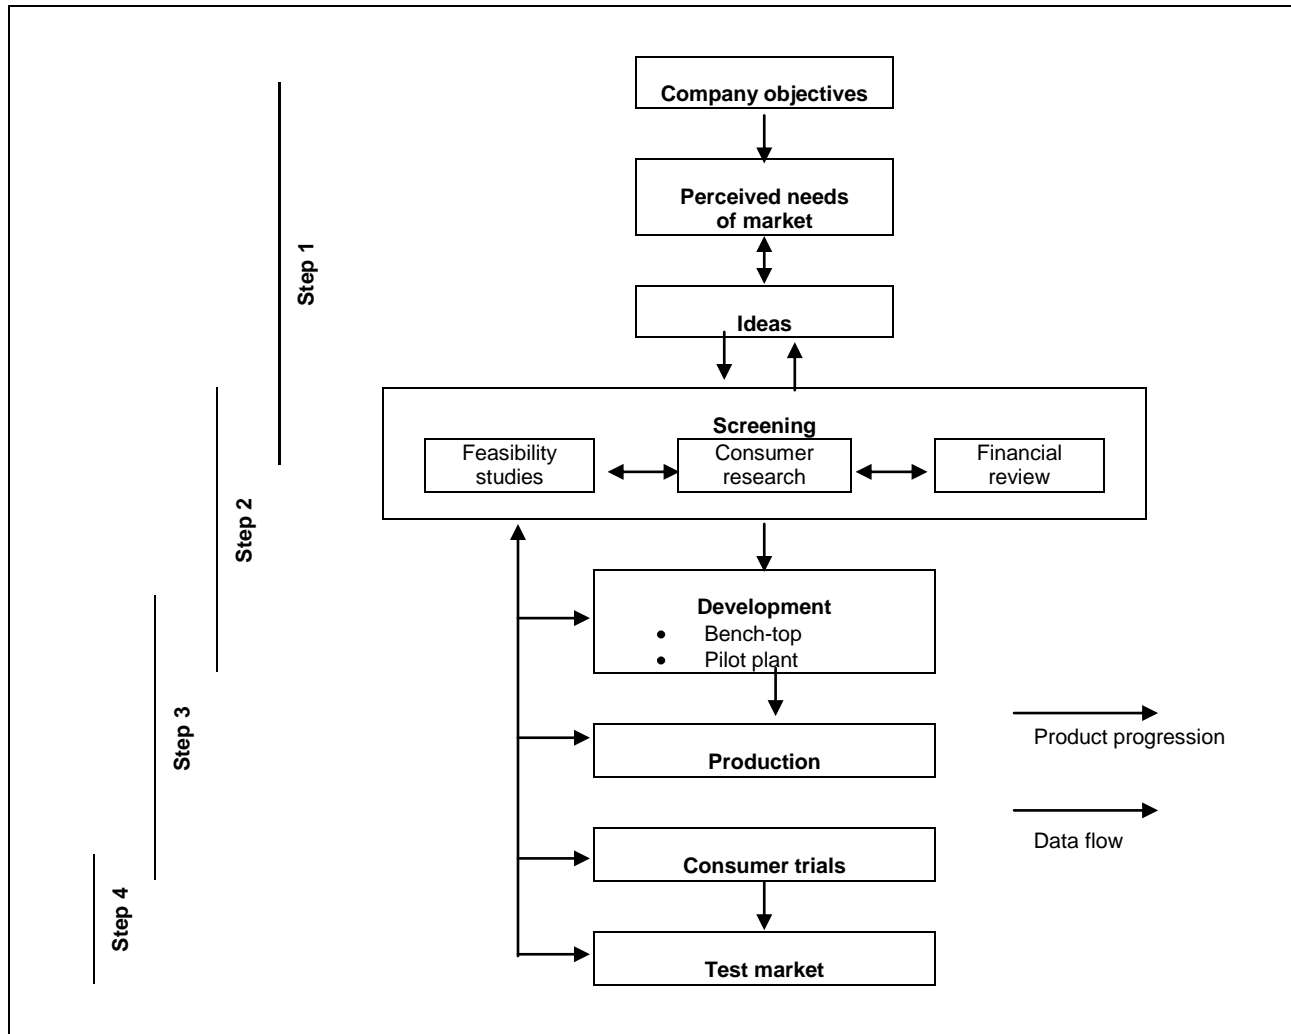 Company objectives
Perceived needs
of market
Step 1
Ideas
Screening
Feasibility
studies
Consumer
research
Financial
review
Step 2
Development
• Bench-top
• Pilot plant
Step 3
Product progression
Production
Data flow
Consumer trials
Step 4
Test market